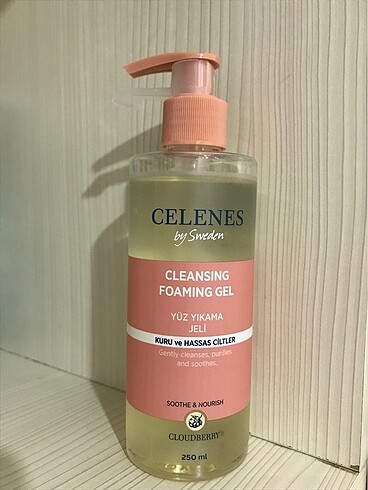 CELENES
by Sweden
CLEANSING
FOAMING GEL
YÜZ YIKAMA
JELİ
KURU ve HASSAS CİLTLER
Gently cleanses, purifies
and soothes.
SOOTHE & NOURISH
CLOUDBERRY
250 ml